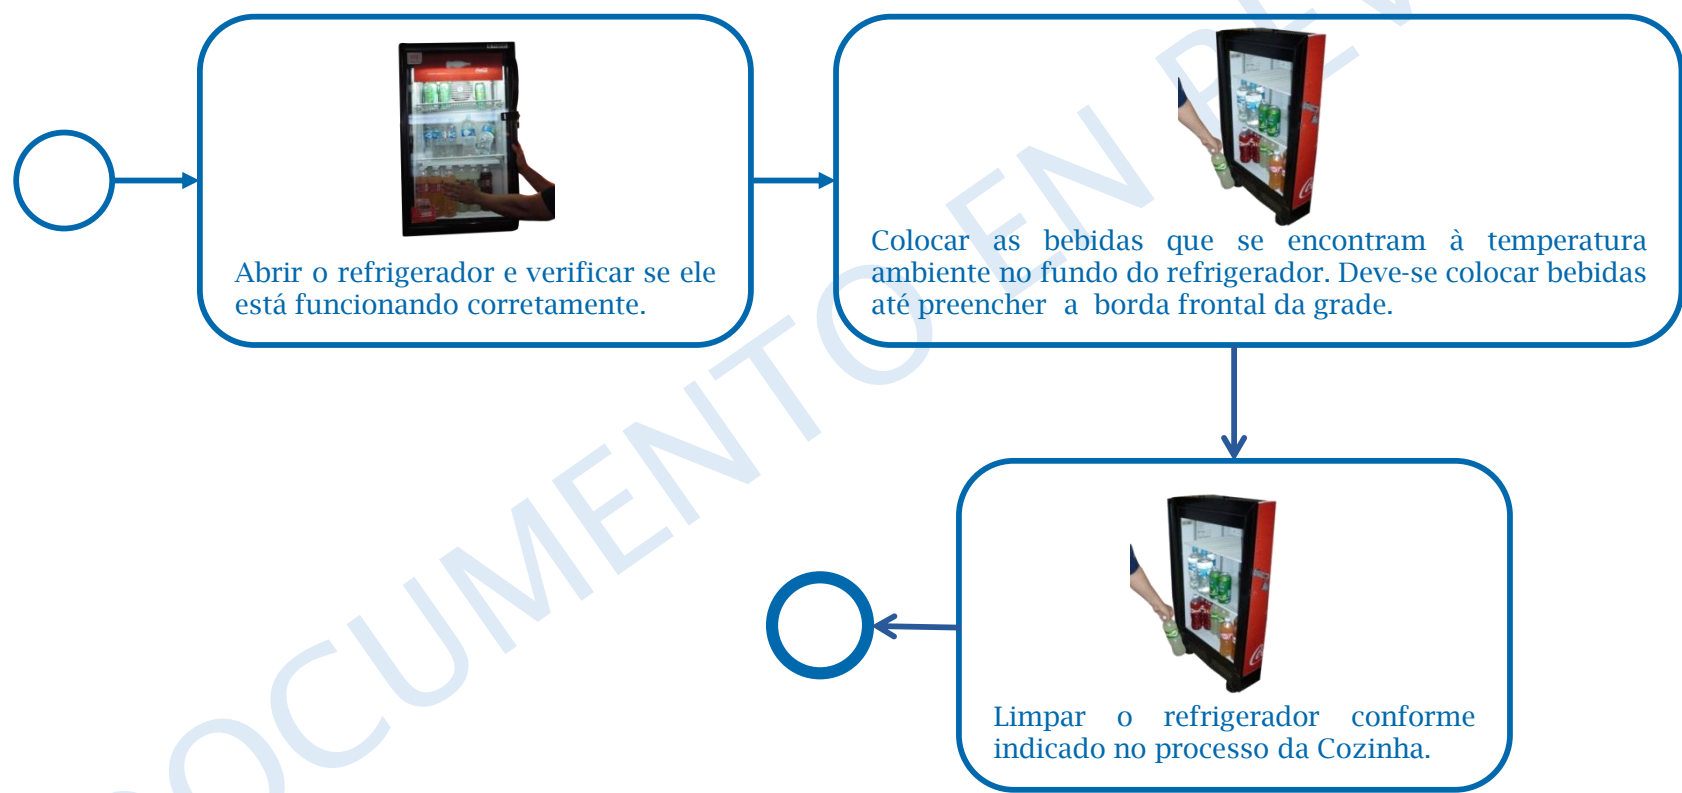 Abrir o refrigerador e verificar se ele
está funcionando corretamente.
Colocar as bebidas que se encontram à temperatura
ambiente no fundo do refrigerador. Deve-se colocar bebidas
até preencher a borda frontal da grade.
Limpar o refrigerador conforme
indicado no processo da Cozinha.
DOCUMENTO EN REV